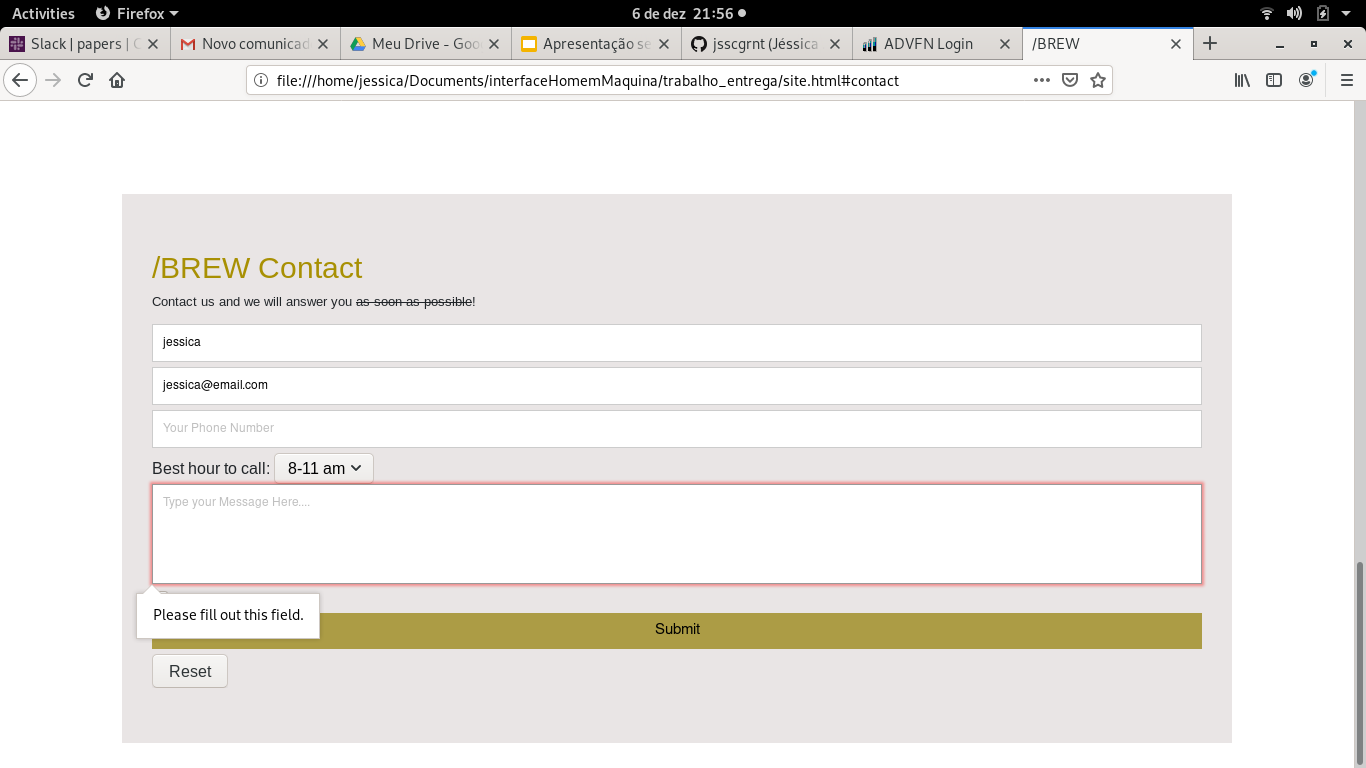 Activities Firefox 6 de dez 21:56
Slack | papers | Novo comunicad Meu Drive - Goo Apresentação se jsscgrnt (Jéssica ADVFN Login /BREW
file:///home/jessica/Documents/interfaceHomemMaquina/trabalho_entrega/site.html#contact
/BREW Contact
Contact us and we will answer you as soon as possible!
jessica
jessica@email.com
Your Phone Number
Best hour to call: 8-11 am
Type your Message Here....
Please fill out this field.
Submit
Reset